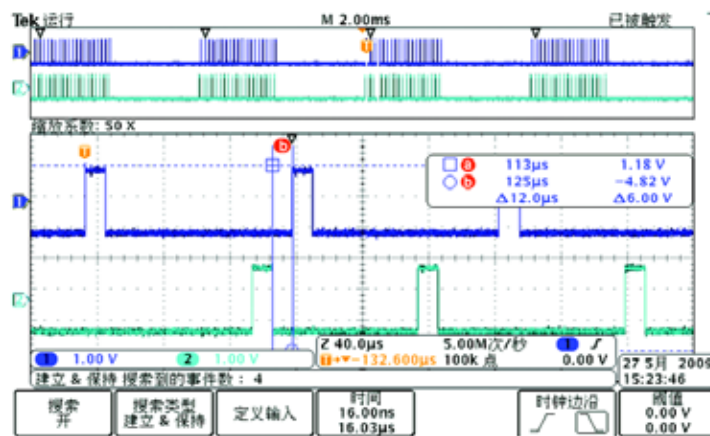 Tek 运行 M 2.00ms 已被触发
缩放系数: 50 X
a 113μs 1.18 V
b 125μs −4.82 V
Δ12.0μs Δ6.00 V
Z 40.0μs 5.00M次/秒 1
1 1.00 V 2 1.00 V T→▾−132.600μs 100k 点 0.00 V
建立 & 保持 搜索到的事件数: 4
27 5月 2009
15:23:46
搜索 开
搜索类型 建立 & 保持
定义输入
时间 16.00ns 16.03μs
时钟边沿
阈值 0.00 V 0.00 V